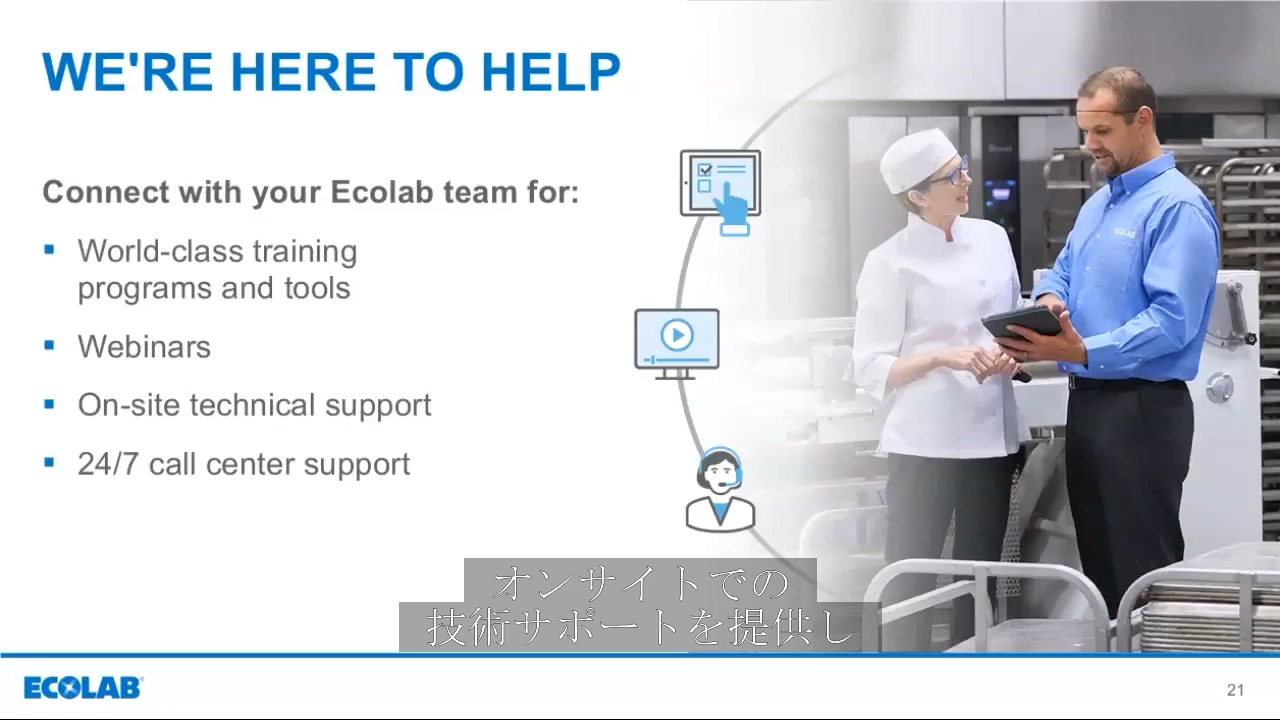 WE'RE HERE TO HELP
Connect with your Ecolab team for:
World-class training
programs and tools
Webinars
On-site technical support
24/7 call center support
ECOLAB
オンサイトでの
技術サポートを提供し
ECOLAB
21